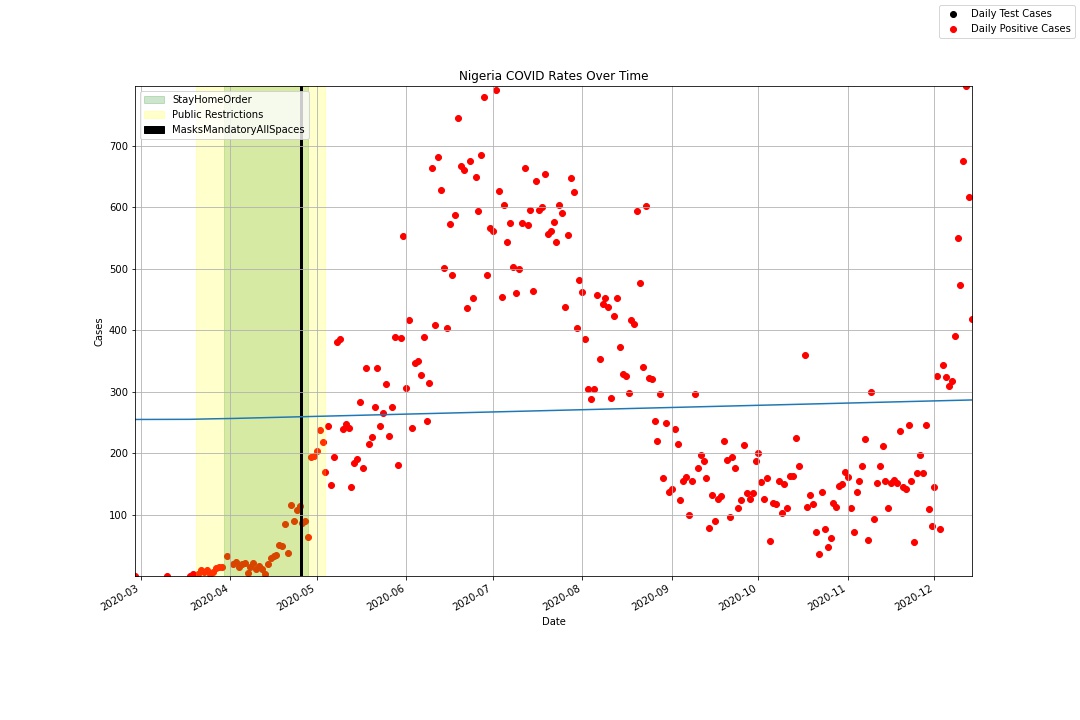 Daily Test Cases
Daily Positive Cases
Nigeria COVID Rates Over Time
StayHomeOrder
Public Restrictions
MasksMandatoryAllSpaces
700
600
500
400
300
200
100
Cases
2020-03
2020-04
2020-05
2020-06
2020-07
2020-08
2020-09
2020-10
2020-11
2020-12
Date